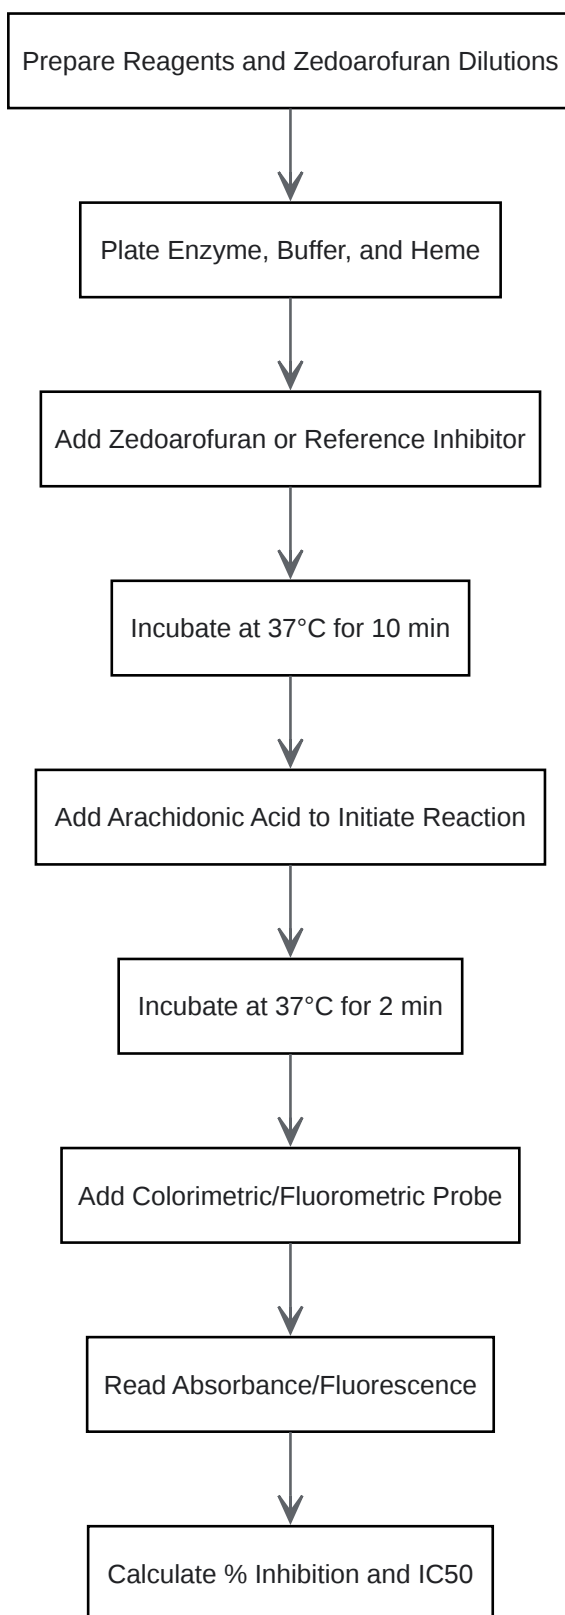 Prepare Reagents and Zedoarofuran Dilutions
Plate Enzyme, Buffer, and Heme
Add Zedoarofuran or Reference Inhibitor
Incubate at 37°C for 10 min
Add Arachidonic Acid to Initiate Reaction
Incubate at 37°C for 2 min
Add Colorimetric/Fluorometric Probe
Read Absorbance/Fluorescence
Calculate % Inhibition and IC50